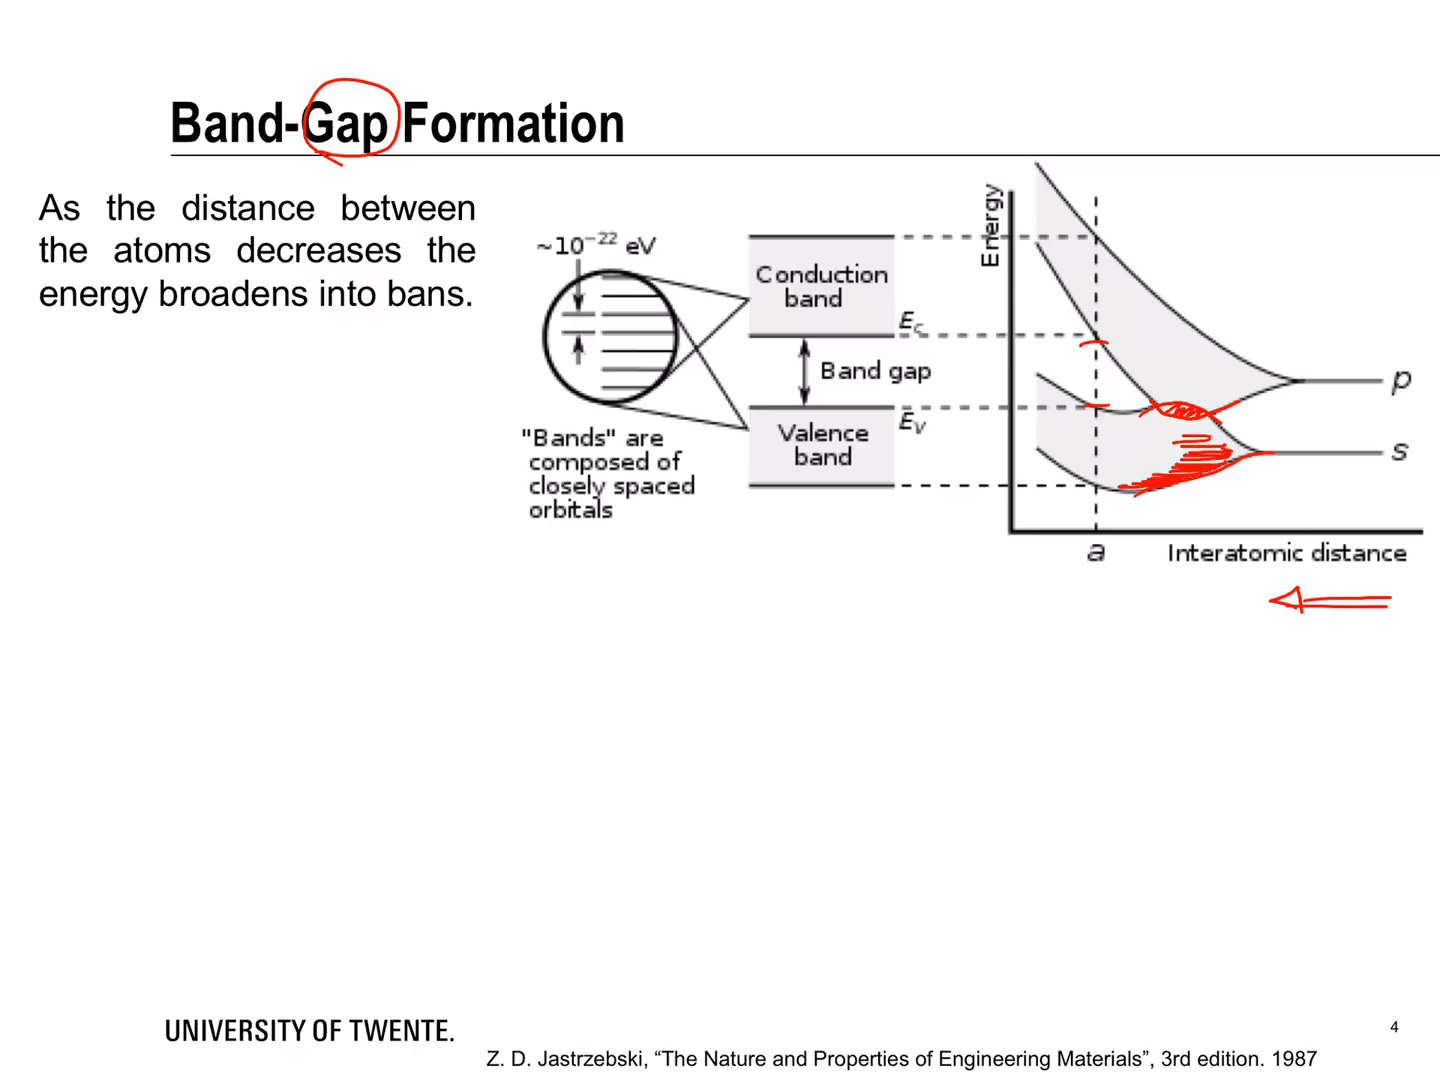 Band-Gap Formation
As the distance between
the atoms decreases the
energy broadens into bans.
~10⁻²² eV
"Bands" are
composed of
closely spaced
orbitals
Conduction
band
E_c
Band gap
E_v
Valence
band
Energy
p
s
a
Interatomic distance
UNIVERSITY OF TWENTE.
4
Z. D. Jastrzebski, “The Nature and Properties of Engineering Materials”, 3rd edition. 1987